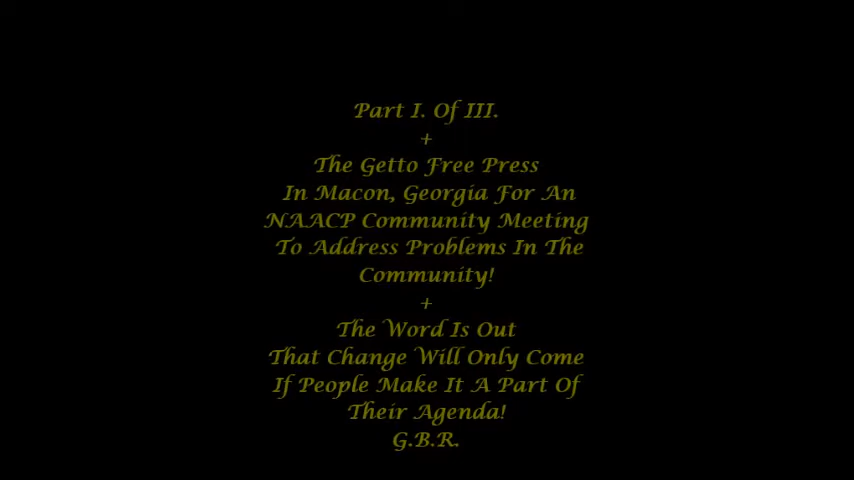 Part I. Of III.
+
The Getto Free Press
In Macon, Georgia For An
NAACP Community Meeting
To Address Problems In The
Community!
+
The Word Is Out
That Change Will Only Come
If People Make It A Part Of
Their Agenda!
G.B.R.